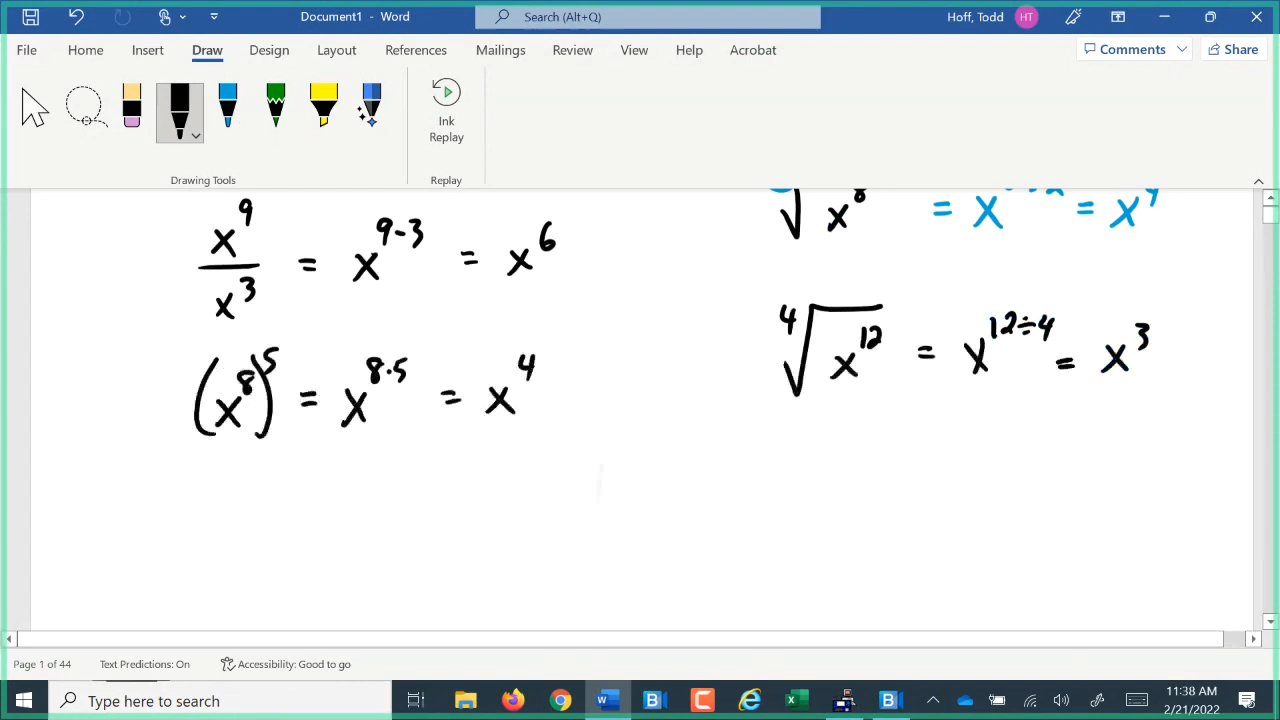 Document1 - Word
Search (Alt+Q)
Hoff, Todd HT
File Home Insert Draw Design Layout References Mailings Review View Help Acrobat Comments Share
Ink Replay
Drawing Tools Replay
x^9/x^3 = x^(9-3) = x^6
√x^8 = x = x^4
⁴√x^12 = x^(12÷4) = x^3
(x^8)^5 = x^(8·5) = x^4
Page 1 of 44 Text Predictions: On Accessibility: Good to go
Type here to search
11:38 AM
2/21/2022